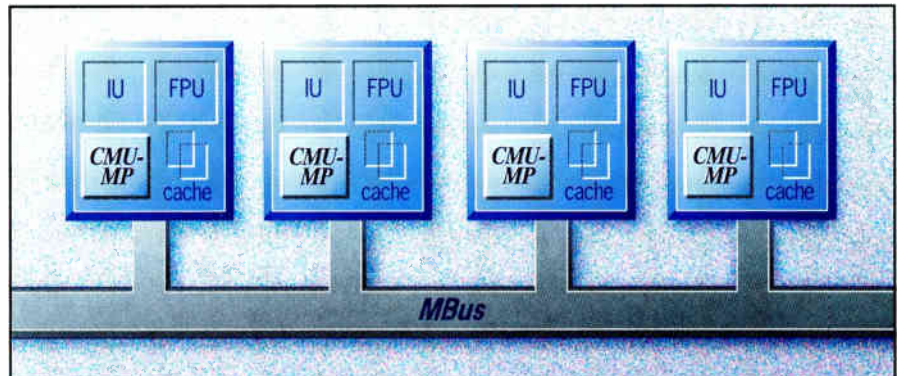 IU FPU
CMU-
MP
cache
IU FPU
CMU-
MP
cache
IU FPU
CMU-
MP
cache
IU FPU
CMU-
MP
cache
MBus